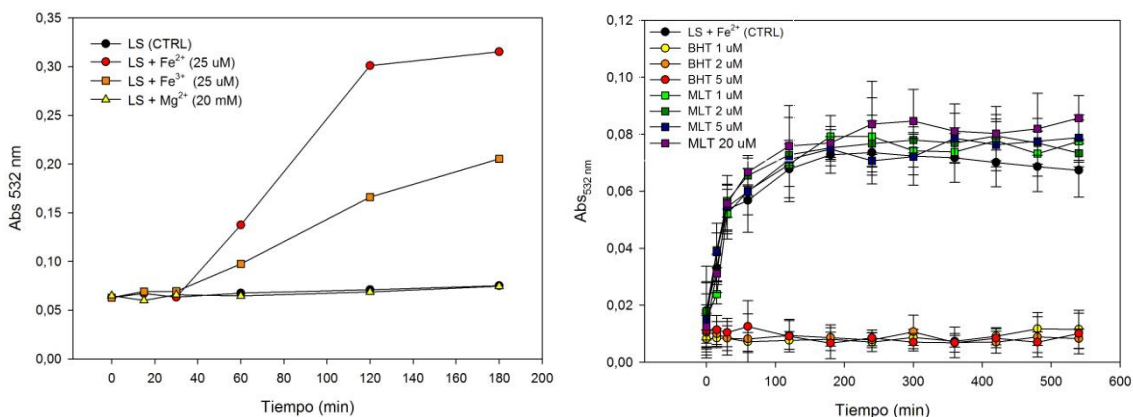 0,35
0,30
0,25
0,20
0,15
0,10
0,05
0,00
Abs 532 nm
LS (CTRL)
LS + Fe²⁺ (25 uM)
LS + Fe³⁺ (25 uM)
LS + Mg²⁺ (20 mM)
0 20 40 60 80 100 120 140 160 180 200
Tiempo (min)
0,12
0,10
0,08
0,06
0,04
0,02
0,00
Abs532 nm
LS + Fe²⁺ (CTRL)
BHT 1 uM
BHT 2 uM
BHT 5 uM
MLT 1 uM
MLT 2 uM
MLT 5 uM
MLT 20 uM
0 100 200 300 400 500 600
Tiempo (min)